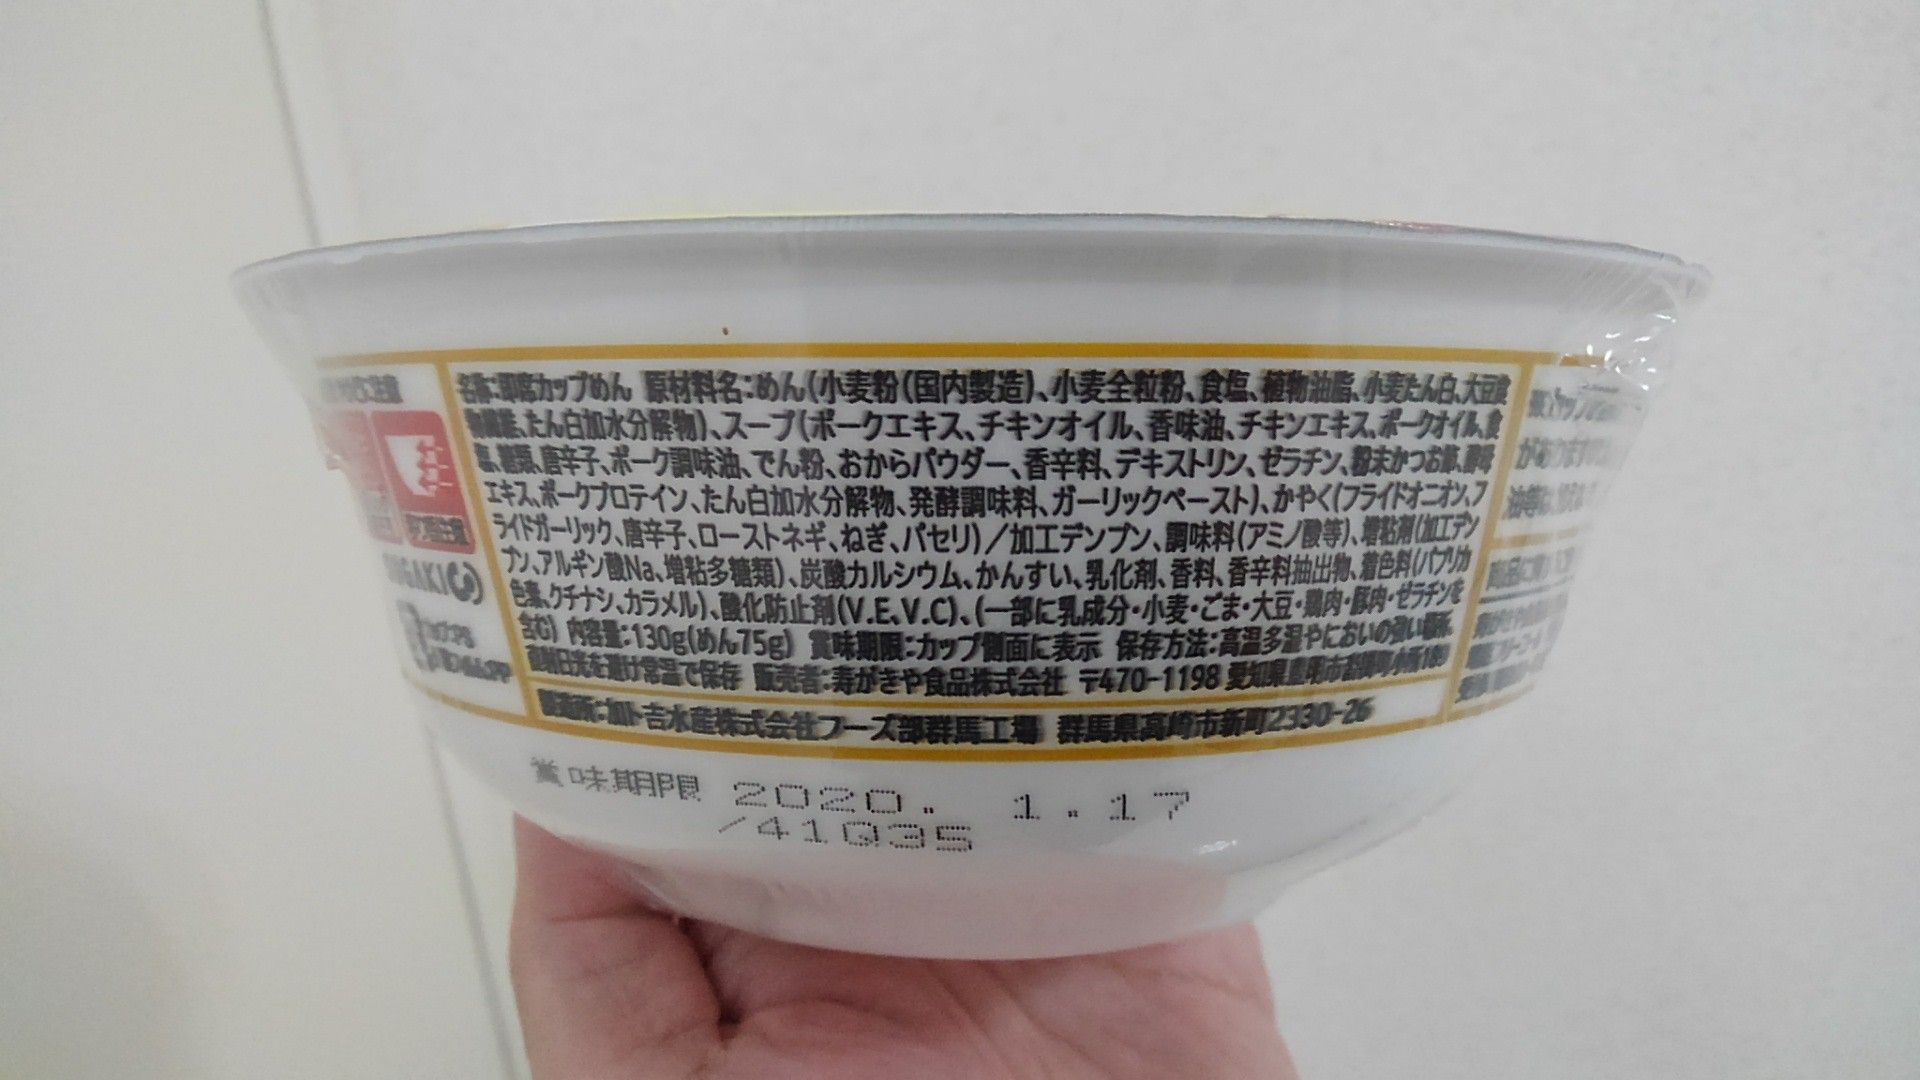 名称:即席カップめん 原材料名:めん(小麦粉(国内製造)、小麦全粒粉、食塩、植物油脂、小麦たん白、大豆食
物繊維、たん白加水分解物)、スープ(ポークエキス、チキンオイル、香味油、チキンエキス、ポークオイル、食
塩、糖類、唐辛子、ポーク調味油、でん粉、おからパウダー、香辛料、デキストリン、ゼラチン、粉末かつお節、酵母
エキス、ポークプロテイン、たん白加水分解物、発酵調味料、ガーリックペースト)、かやく(フライドオニオン、フ
ライドガーリック、唐辛子、ローストネギ、ねぎ、パセリ)/加工デンプン、調味料(アミノ酸等)、増粘剤(加工デン
プン、アルギン酸Na、増粘多糖類)、炭酸カルシウム、かんすい、乳化剤、香料、香辛料抽出物、着色料(パプリカ
色素、クチナシ、カラメル)、酸化防止剤(V.E、V.C)、(一部に乳成分・小麦・ごま・大豆・鶏肉・豚肉・ゼラチンを
含む) 内容量:130g(めん75g) 賞味期限:カップ側面に表示 保存方法:高温多湿やにおいの強い場所、
直射日光を避け常温で保存 販売者:寿がきや食品株式会社 〒470-1198 愛知県豊明市沓掛町小所189
製造所:加ト吉水産株式会社フーズ部群馬工場 群馬県高崎市新町2330-26
賞味期限 2020. 1.17
/41Q35